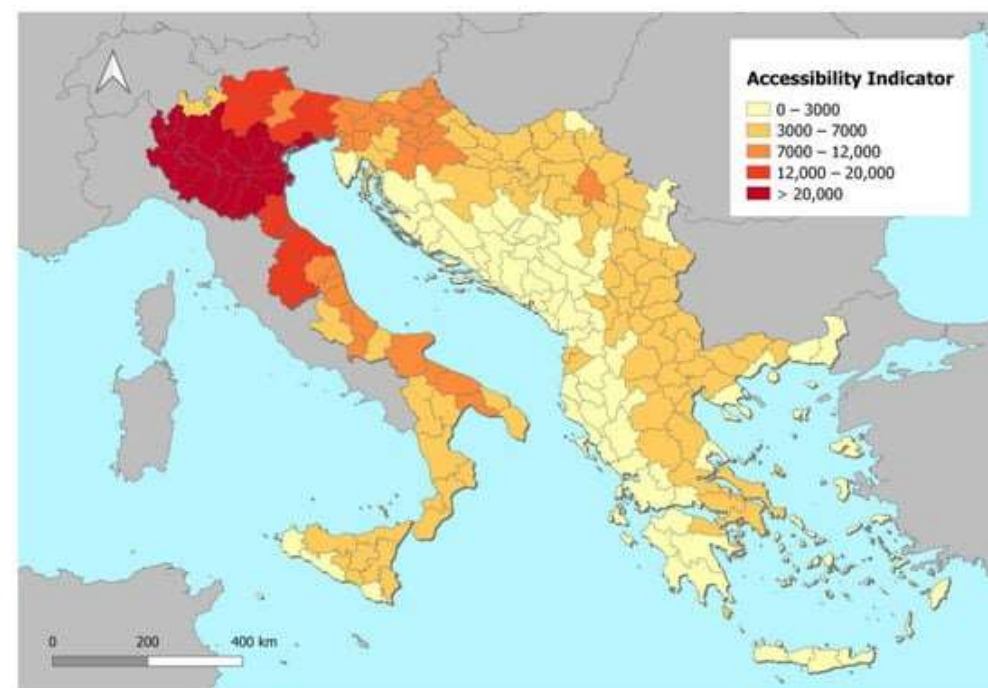 Accessibility Indicator
0 – 3000
3000 – 7000
7000 – 12,000
12,000 – 20,000
> 20,000
0 200 400 km